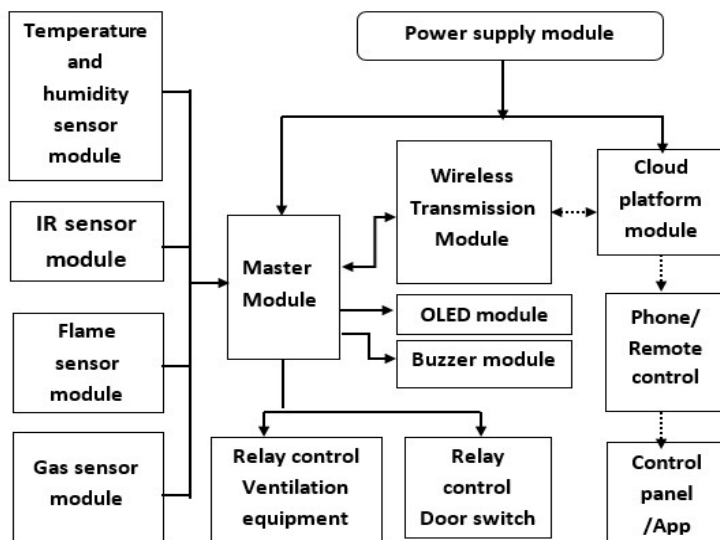 Temperature
and
humidity
sensor
module
IR sensor
module
Flame
sensor
module
Gas sensor
module
Power supply module
Wireless
Transmission
Module
Cloud
platform
module
Master
Module
OLED module
Buzzer module
Phone/
Remote
control
Relay control
Ventilation
equipment
Relay
control
Door switch
Control
panel
/App